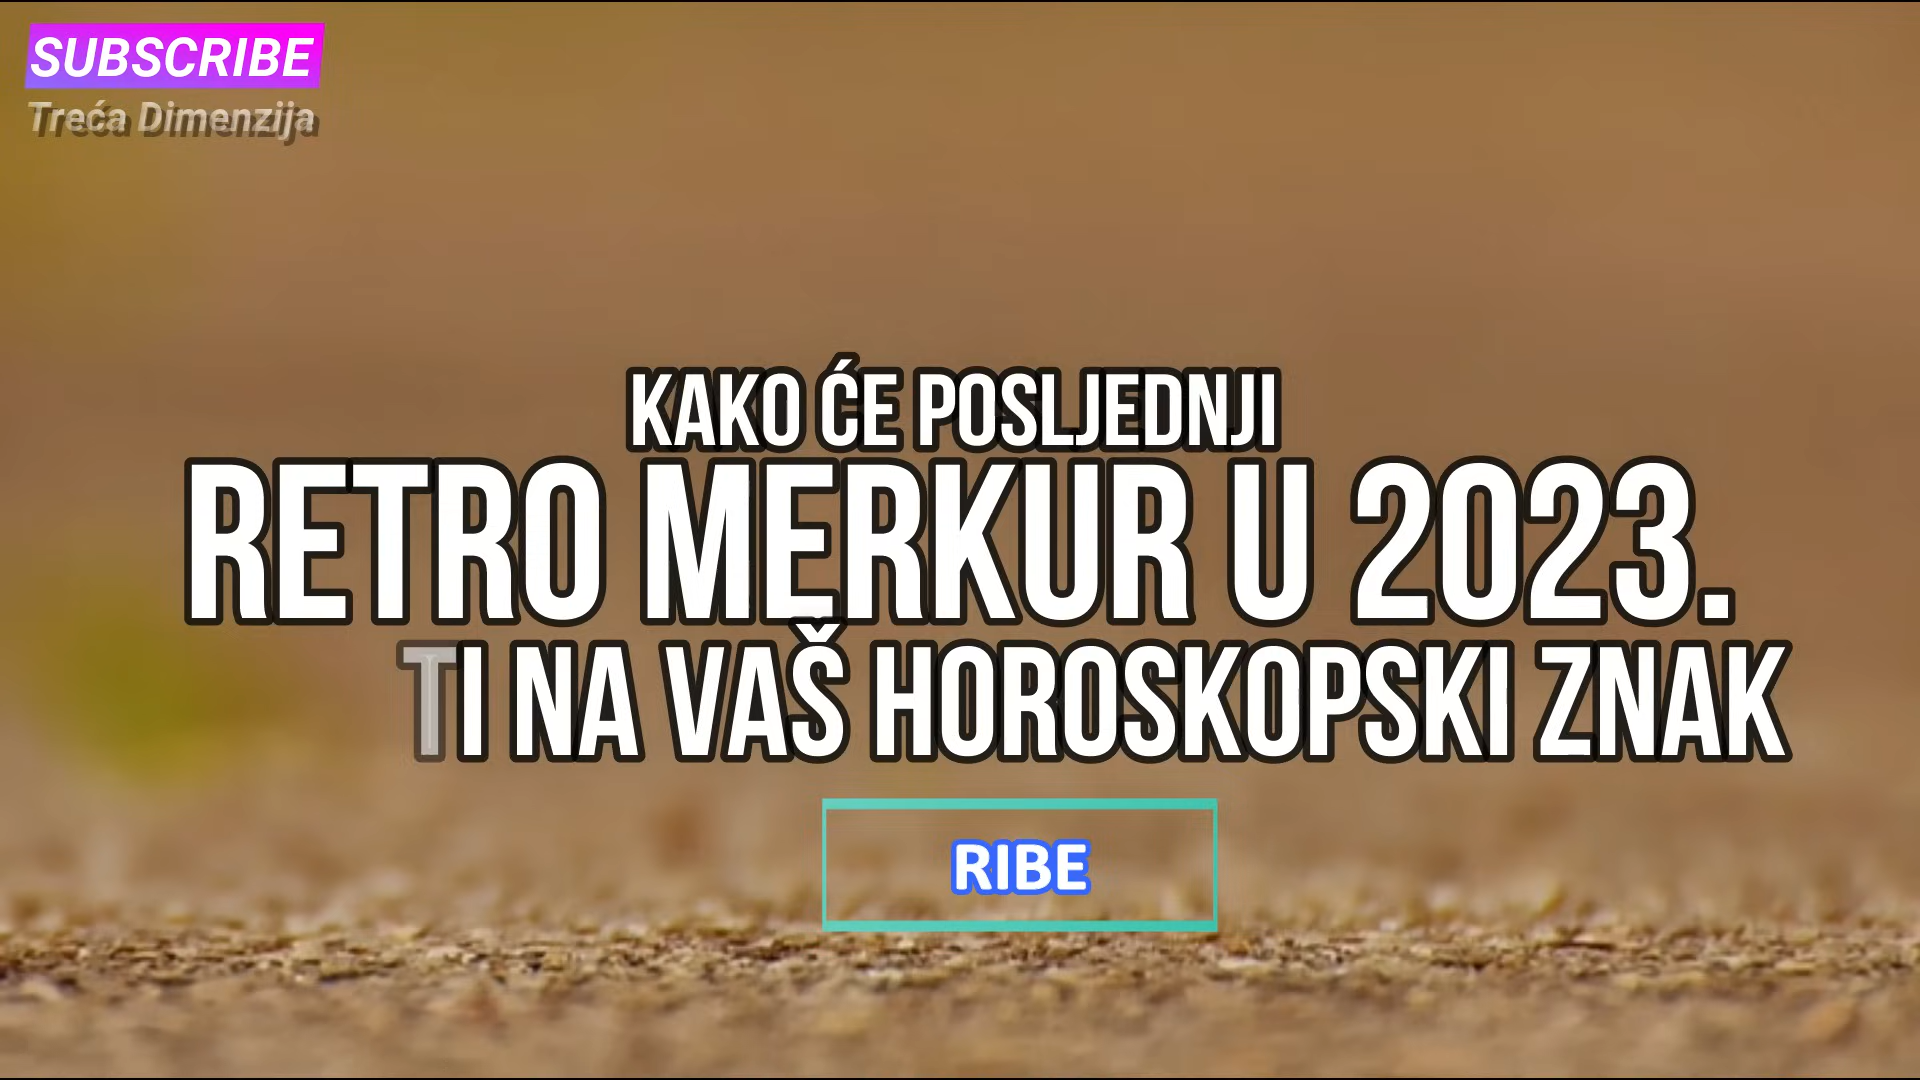 SUBSCRIBE
Treća Dimenzija
KAKO ĆE POSLJEDNJI
RETRO MERKUR U 2023.
TI NA VAŠ HOROSKOPSKI ZNAK
RIBE